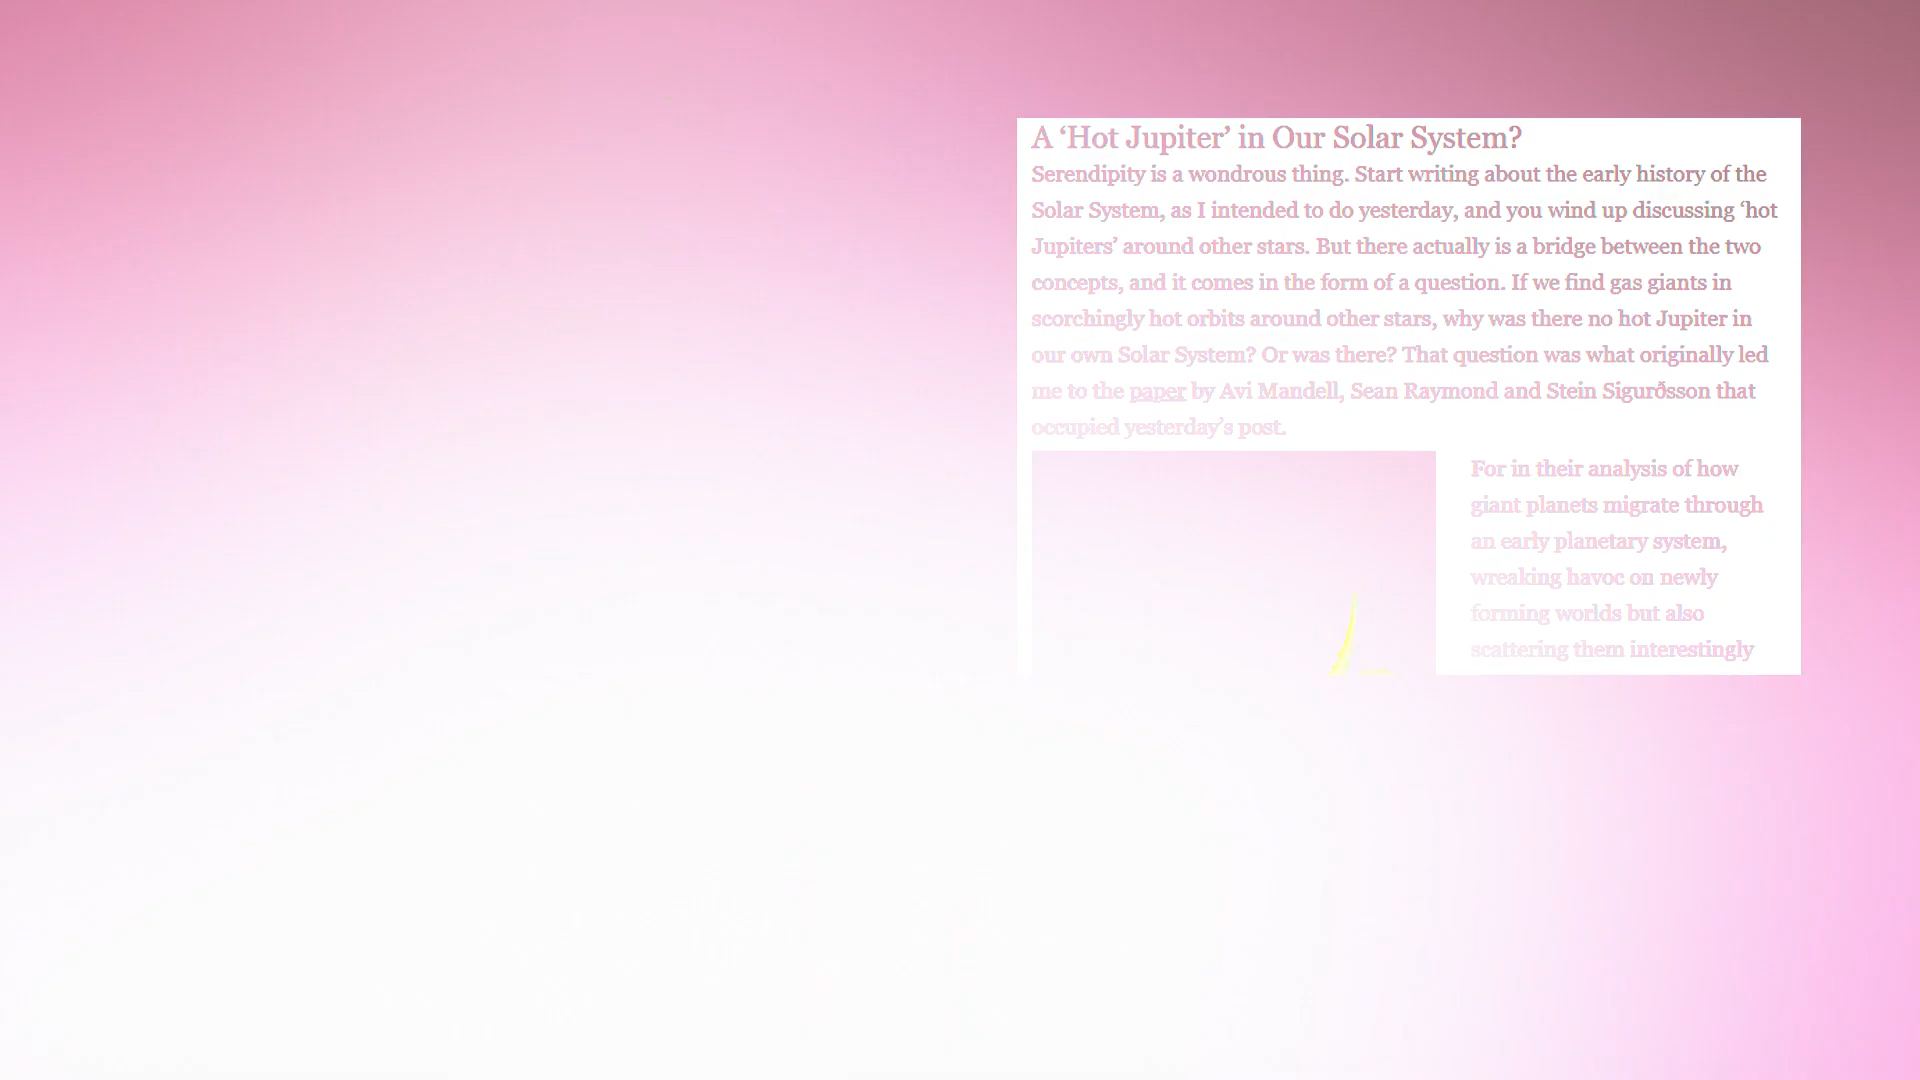 A ‘Hot Jupiter’ in Our Solar System?
Serendipity is a wondrous thing. Start writing about the early history of the
Solar System, as I intended to do yesterday, and you wind up discussing ‘hot
Jupiters’ around other stars. But there actually is a bridge between the two
concepts, and it comes in the form of a question. If we find gas giants in
scorchingly hot orbits around other stars, why was there no hot Jupiter in
our own Solar System? Or was there? That question was what originally led
me to the paper by Avi Mandell, Sean Raymond and Stein Sigurðsson that
occupied yesterday’s post.
For in their analysis of how
giant planets migrate through
an early planetary system,
wreaking havoc on newly
forming worlds but also
scattering them interestingly